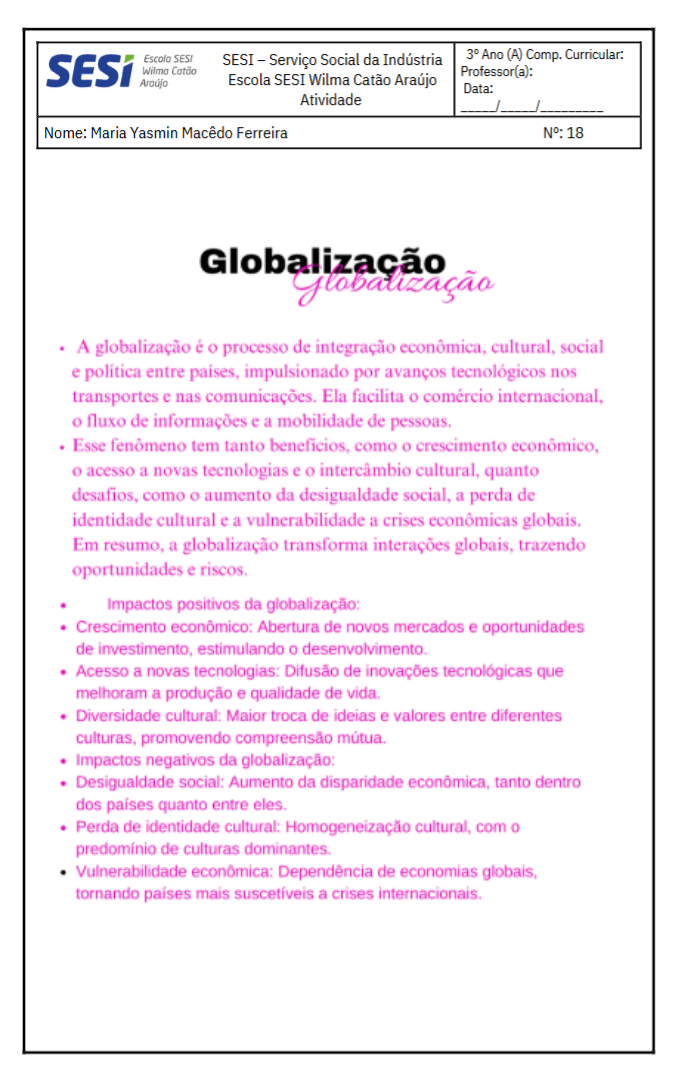 SESI
Escola SESI
Wilma Catão
Araújo
SESI – Serviço Social da Indústria
Escola SESI Wilma Catão Araújo
Atividade
3º Ano (A) Comp. Curricular:
Professor(a):
Data:
_____/_____/_________
Nome: Maria Yasmin Macêdo Ferreira Nº: 18
Globalização
Globalização
• A globalização é o processo de integração econômica, cultural, social
e política entre países, impulsionado por avanços tecnológicos nos
transportes e nas comunicações. Ela facilita o comércio internacional,
o fluxo de informações e a mobilidade de pessoas.
• Esse fenômeno tem tanto benefícios, como o crescimento econômico,
o acesso a novas tecnologias e o intercâmbio cultural, quanto
desafios, como o aumento da desigualdade social, a perda de
identidade cultural e a vulnerabilidade a crises econômicas globais.
Em resumo, a globalização transforma interações globais, trazendo
oportunidades e riscos.
• Impactos positivos da globalização:
• Crescimento econômico: Abertura de novos mercados e oportunidades
de investimento, estimulando o desenvolvimento.
• Acesso a novas tecnologias: Difusão de inovações tecnológicas que
melhoram a produção e qualidade de vida.
• Diversidade cultural: Maior troca de ideias e valores entre diferentes
culturas, promovendo compreensão mútua.
• Impactos negativos da globalização:
• Desigualdade social: Aumento da disparidade econômica, tanto dentro
dos países quanto entre eles.
• Perda de identidade cultural: Homogeneização cultural, com o
predomínio de culturas dominantes.
• Vulnerabilidade econômica: Dependência de economias globais,
tornando países mais suscetíveis a crises internacionais.